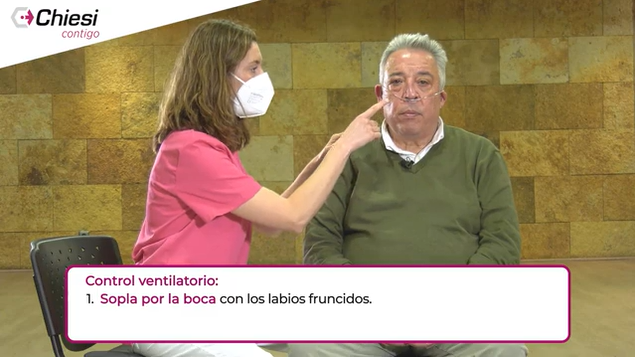 Chiesi
contigo
Control ventilatorio:
1. Sopla por la boca con los labios fruncidos.